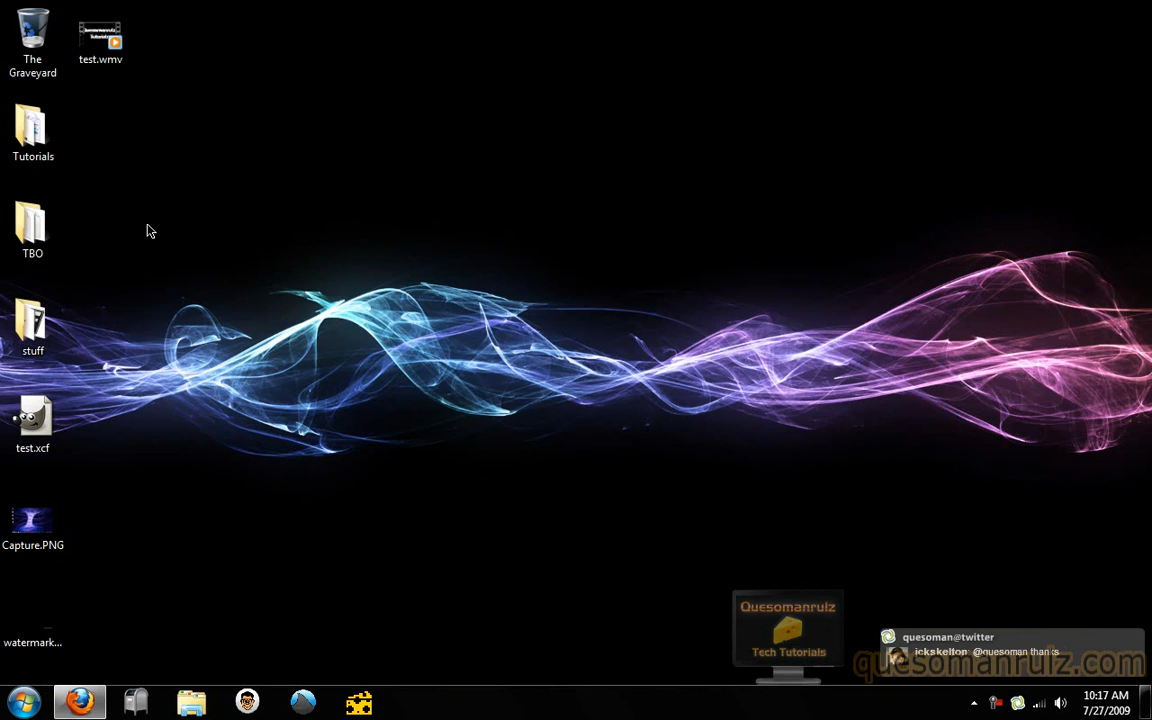 The
Graveyard
test.wmv
Tutorials
TBO
stuff
test.xcf
Capture.PNG
watermark...
Quesomanrulz
Tech Tutorials
quesoman@twitter
ickskelton: @quesoman thanks
quesomanrulz.com
10:17 AM
7/27/2009